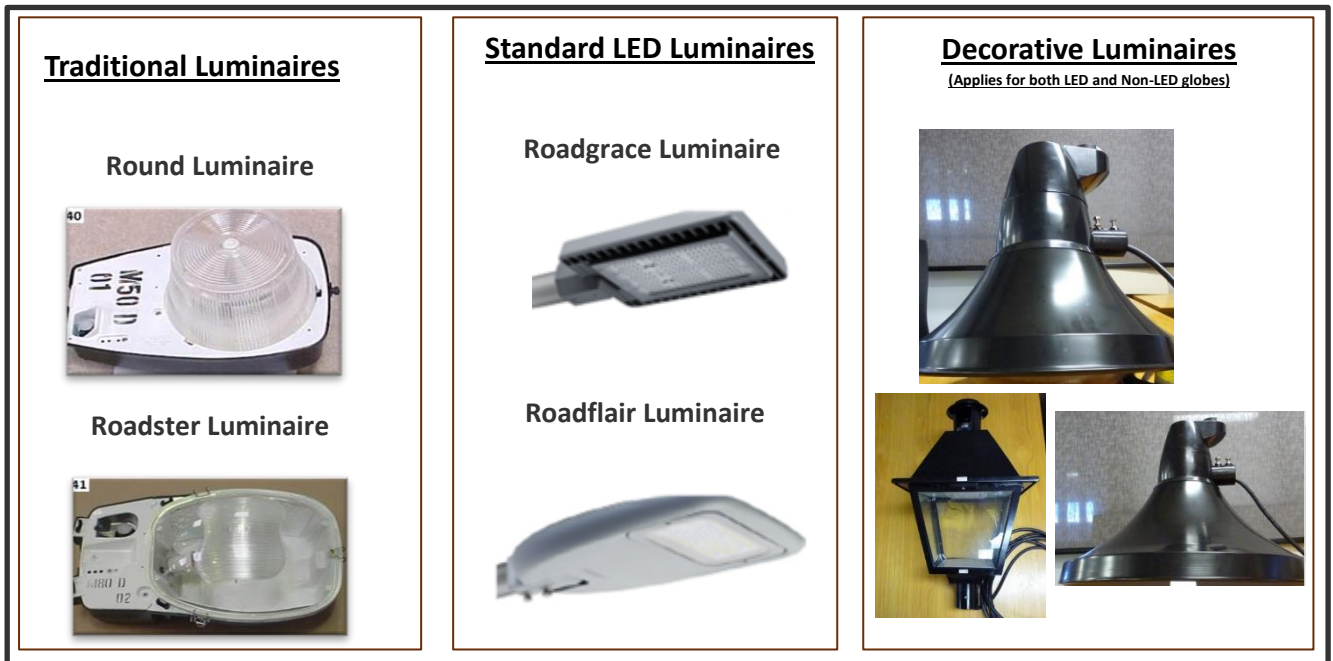 Traditional Luminaires
Round Luminaire
40
M50 D
01
Roadster Luminaire
41
M80 D
02
Standard LED Luminaires
Roadgrace Luminaire
Roadflair Luminaire
Decorative Luminaires
(Applies for both LED and Non-LED globes)